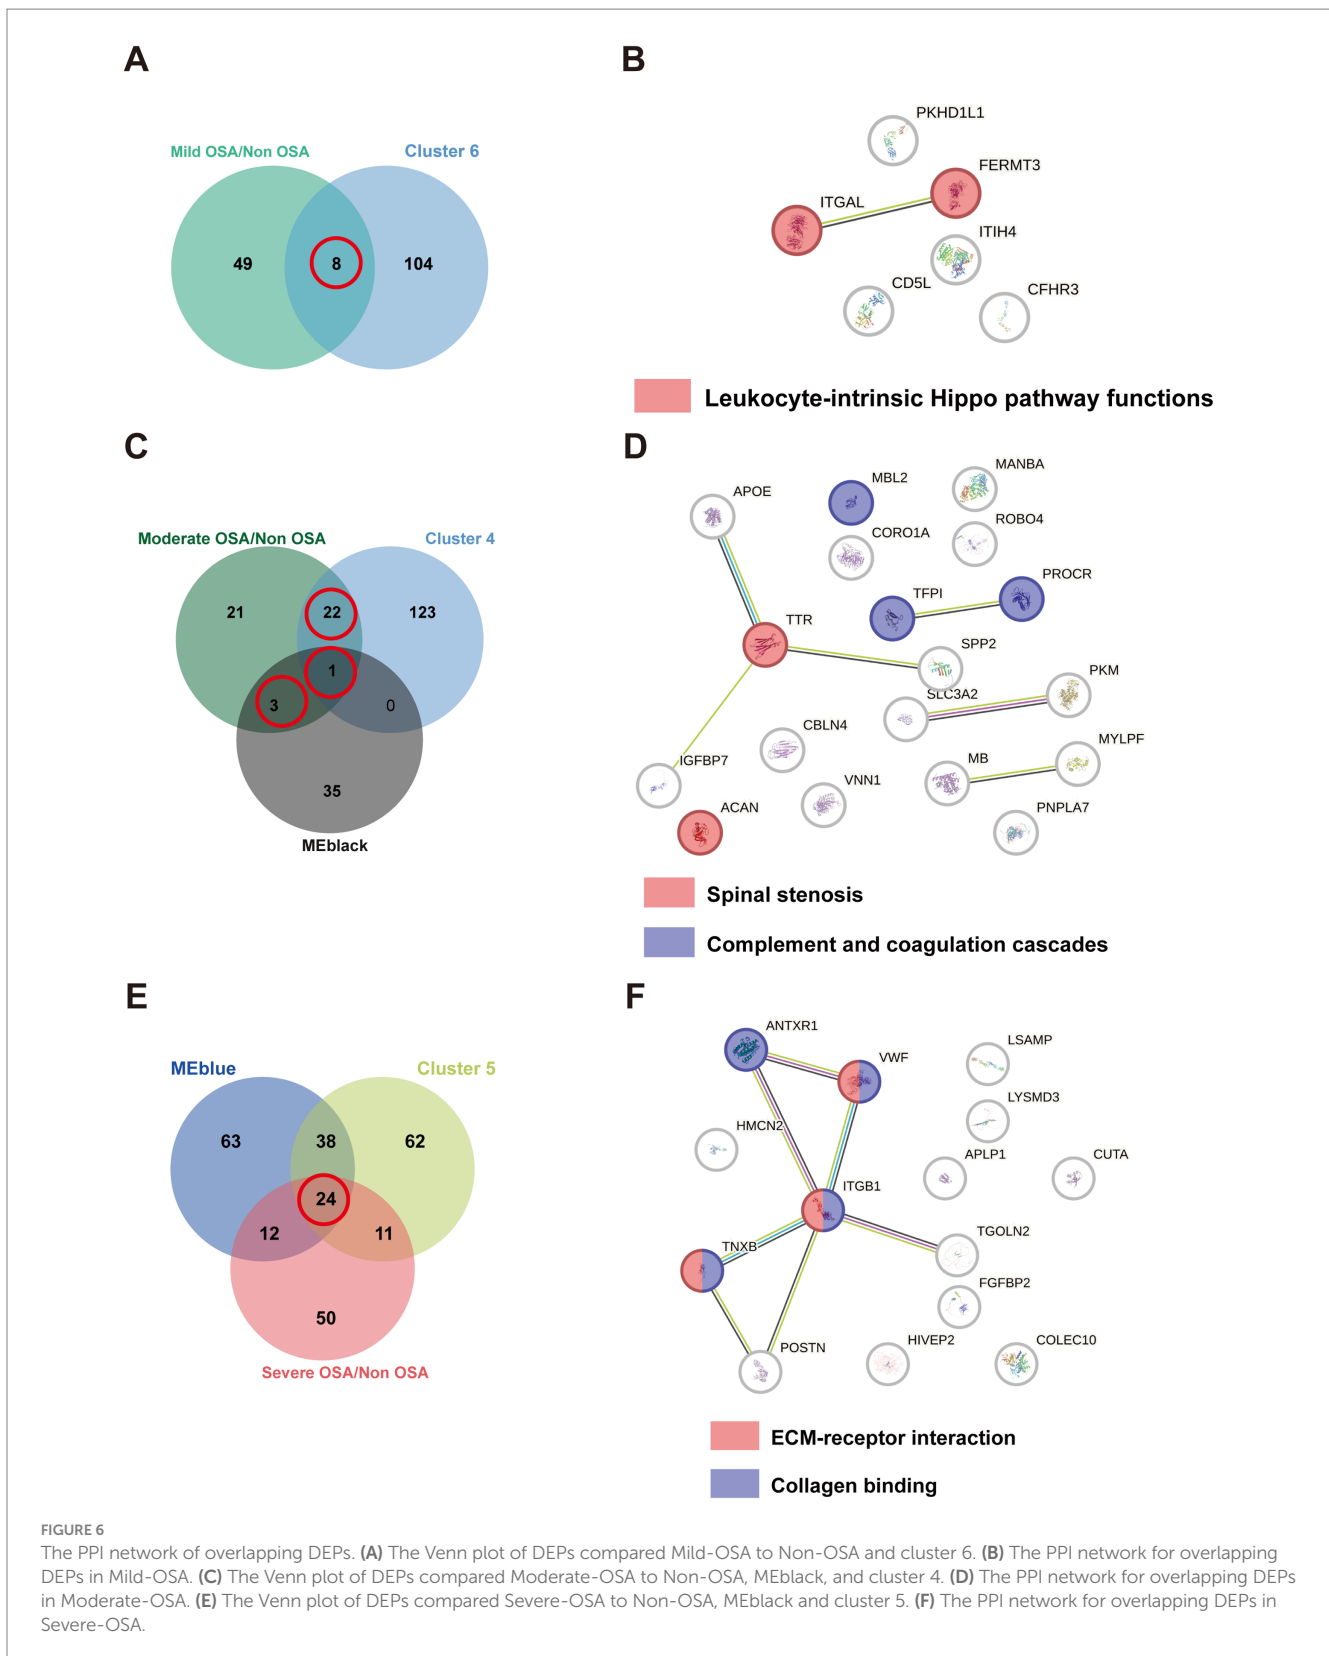 A
Mild OSA/Non OSA
Cluster 6
49
8
104
B
PKHD1L1
FERMT3
ITGAL
ITIH4
CD5L
CFHR3
Leukocyte-intrinsic Hippo pathway functions
C
Moderate OSA/Non OSA
Cluster 4
21
22
123
1
3
0
35
MEblack
D
APOE
MBL2
MANBA
CORO1A
ROBO4
TFPI
PROCR
TTR
SPP2
SLC3A2
PKM
CBLN4
IGFBP7
MB
MYLPF
VNN1
ACAN
PNPLA7
Spinal stenosis
Complement and coagulation cascades
E
MEblue
Cluster 5
63
38
62
24
12
11
50
Severe OSA/Non OSA
F
ANTXR1
VWF
LSAMP
LYSMD3
HMCN2
APLP1
CUTA
ITGB1
TNXB
TGOLN2
FGFBP2
POSTN
HIVEP2
COLEC10
ECM-receptor interaction
Collagen binding
FIGURE 6
The PPI network of overlapping DEPs. (A) The Venn plot of DEPs compared Mild-OSA to Non-OSA and cluster 6. (B) The PPI network for overlapping
DEPs in Mild-OSA. (C) The Venn plot of DEPs compared Moderate-OSA to Non-OSA, MEblack, and cluster 4. (D) The PPI network for overlapping DEPs
in Moderate-OSA. (E) The Venn plot of DEPs compared Severe-OSA to Non-OSA, MEblack and cluster 5. (F) The PPI network for overlapping DEPs in
Severe-OSA.